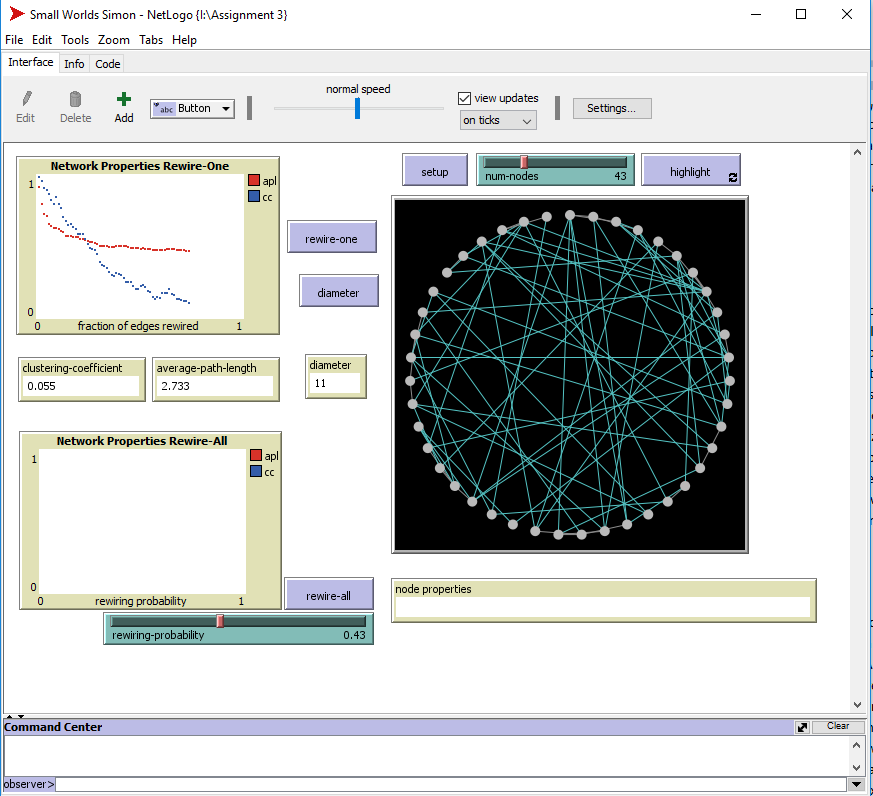 Small Worlds Simon - NetLogo {I:\Assignment 3}
File Edit Tools Zoom Tabs Help
Interface Info Code
Edit Delete Add
abc Button
normal speed
view updates
on ticks
Settings...
Network Properties Rewire-One
1
0
0 fraction of edges rewired 1
apl
cc
setup
num-nodes 43
highlight
rewire-one
diameter
clustering-coefficient
0.055
average-path-length
2.733
diameter
11
Network Properties Rewire-All
1
0
0 rewiring probability 1
apl
cc
rewire-all
rewiring-probability 0.43
node properties
Command Center
Clear
observer>